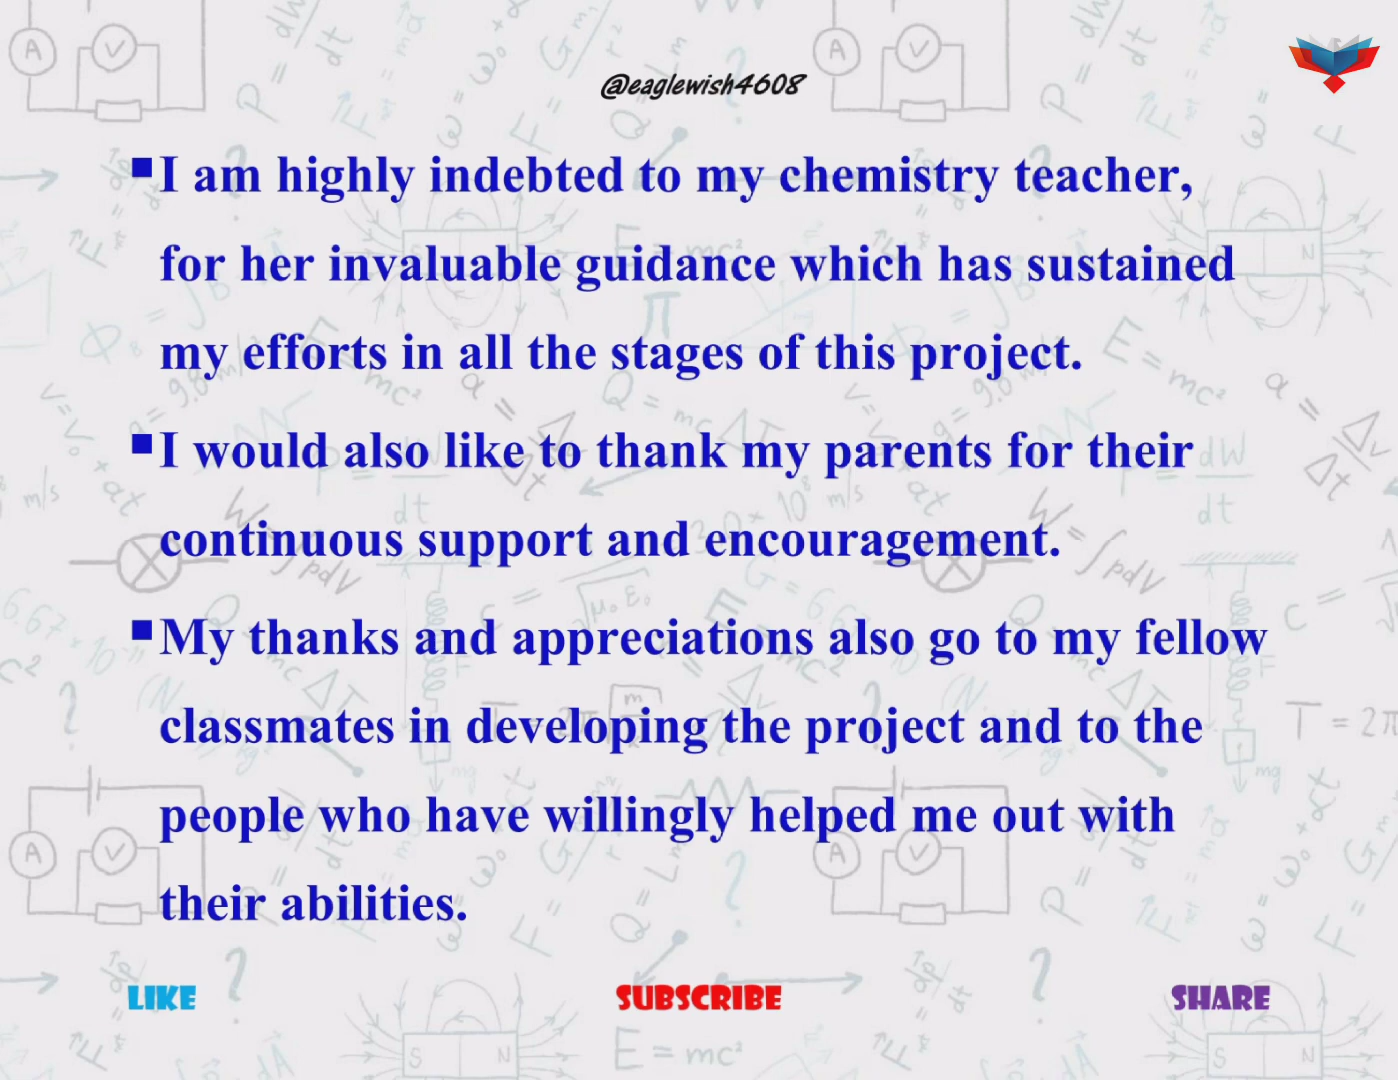 @eaglewish4608
▪I am highly indebted to my chemistry teacher,
for her invaluable guidance which has sustained
my efforts in all the stages of this project.
▪I would also like to thank my parents for their
continuous support and encouragement.
▪My thanks and appreciations also go to my fellow
classmates in developing the project and to the
people who have willingly helped me out with
their abilities.
LIKE SUBSCRIBE SHARE